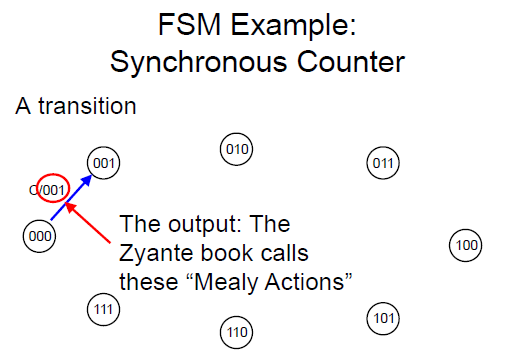 FSM Example:
Synchronous Counter
A transition
001
010
011
C/001
000
The output: The
Zyante book calls
these “Mealy Actions”
100
111
110
101